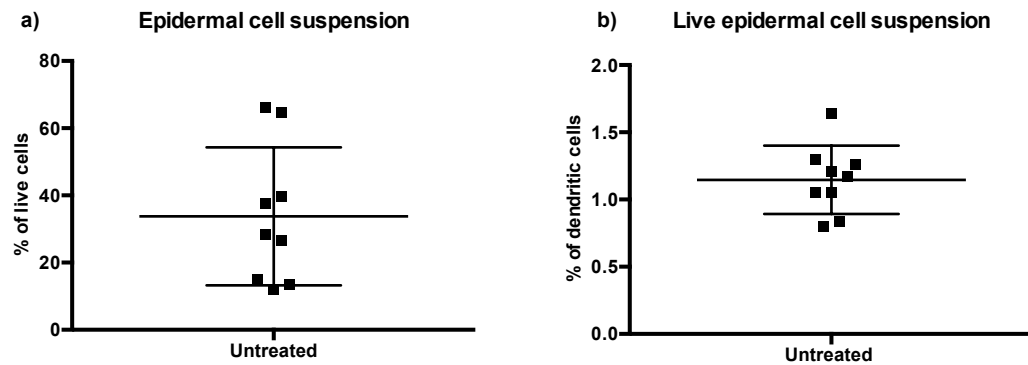 a) Epidermal cell suspension
% of live cells
80
60
40
20
0
Untreated
b) Live epidermal cell suspension
% of dendritic cells
2.0
1.5
1.0
0.5
0.0
Untreated